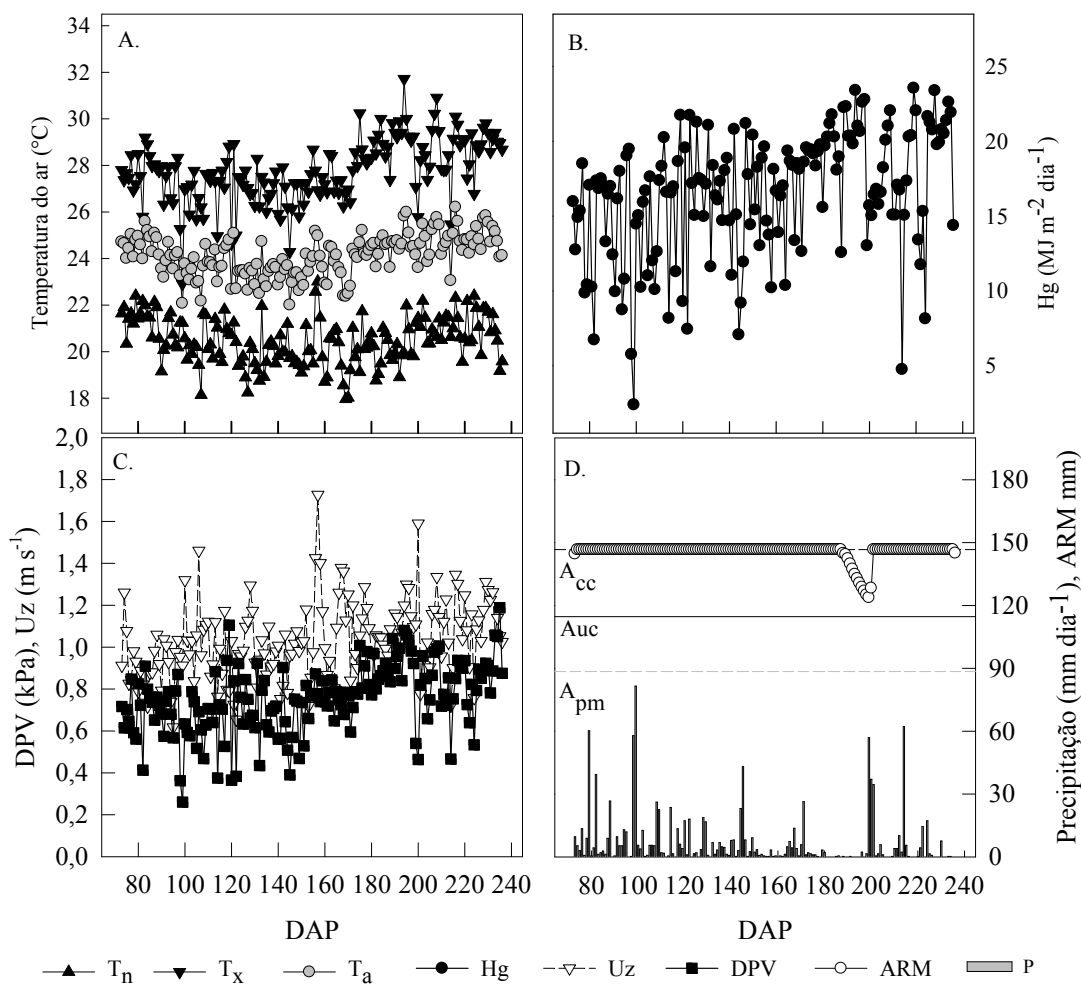 A.
Temperatura do ar (°C)
34
32
30
28
26
24
22
20
18
B.
Hg (MJ m-2 dia-1)
25
20
15
10
5
C.
DPV (kPa), Uz (m s-1)
2,0
1,8
1,6
1,4
1,2
1,0
0,8
0,6
0,4
0,2
0,0
80 100 120 140 160 180 200 220 240
DAP
D.
Acc
Auc
Apm
Precipitação (mm dia-1), ARM mm)
180
150
120
90
60
30
0
80 100 120 140 160 180 200 220 240
DAP
Tn Tx Ta Hg Uz DPV ARM P